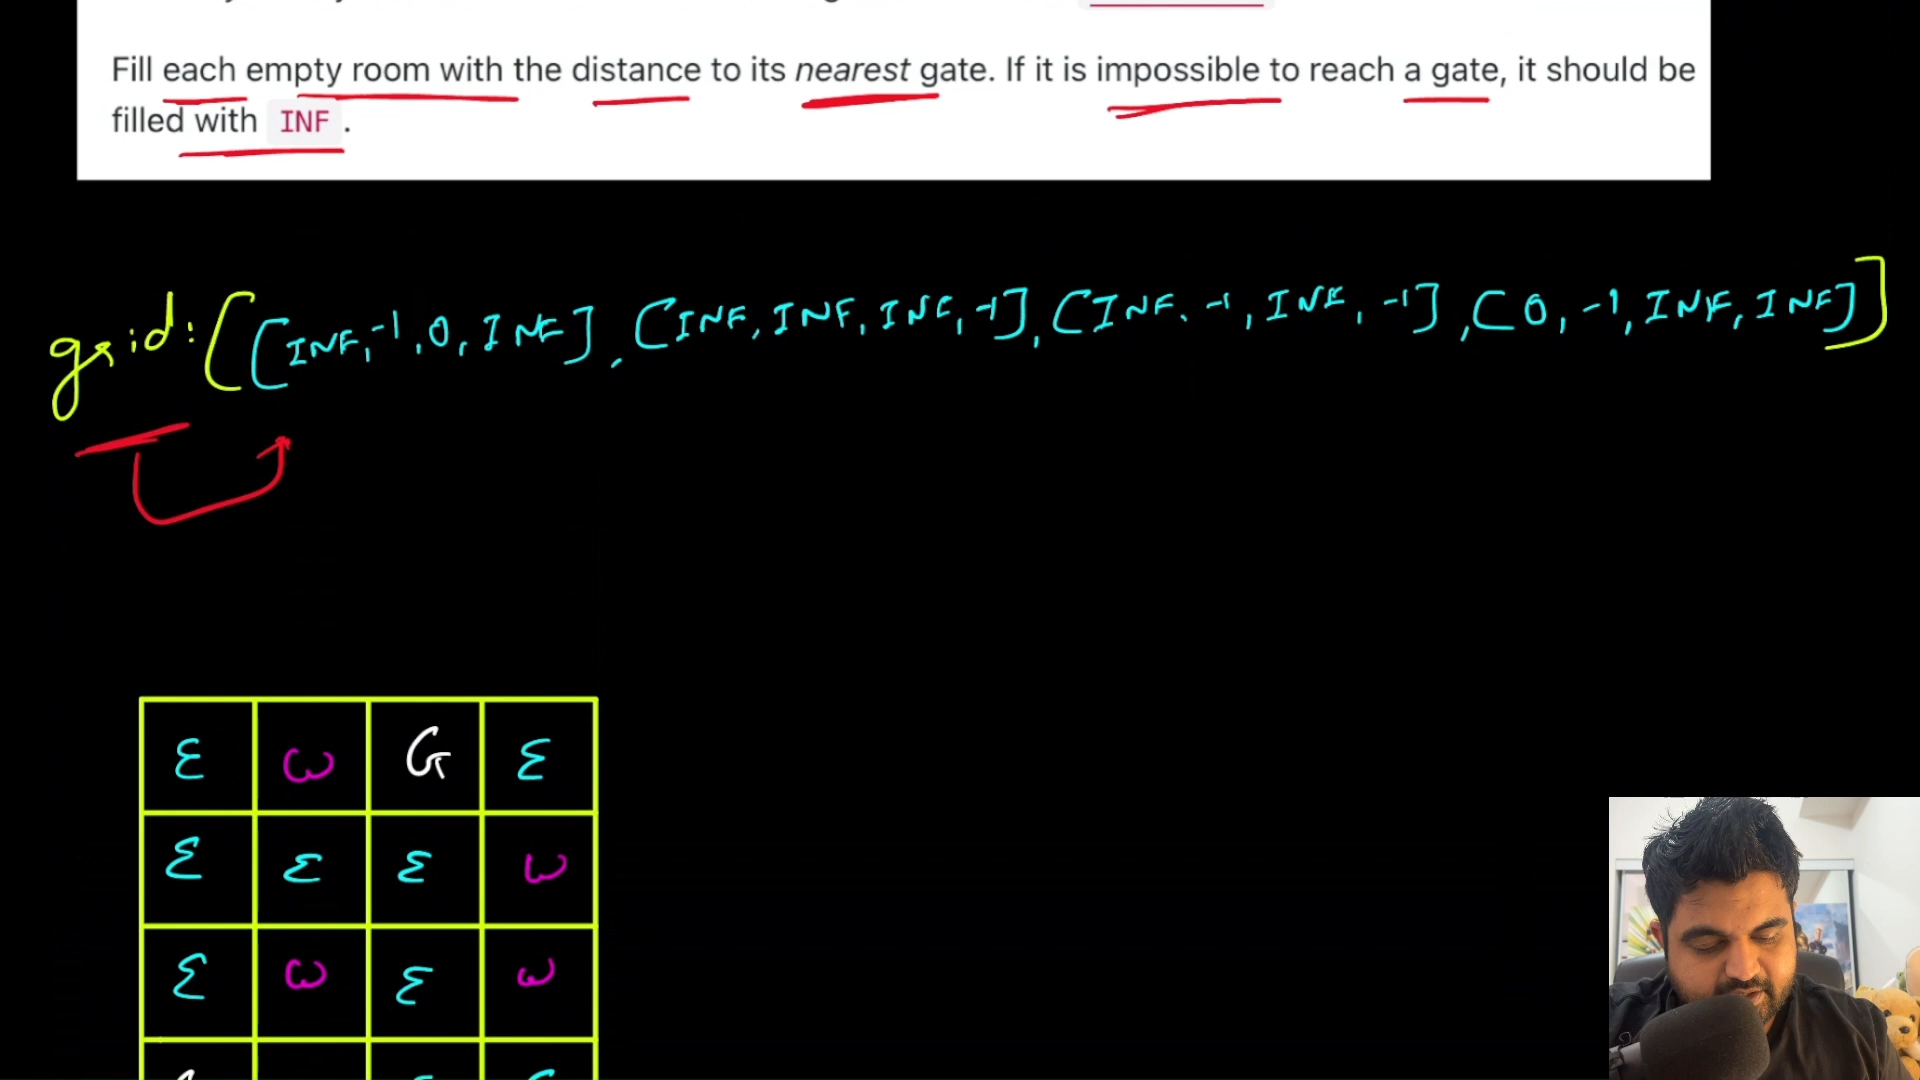 Fill each empty room with the distance to its nearest gate. If it is impossible to reach a gate, it should be
filled with INF.
grid: [[INF, -1, 0, INF], [INF, INF, INF, -1], [INF, -1, INF, -1], [0, -1, INF, INF]]
E W G E
E E E W
E W E W